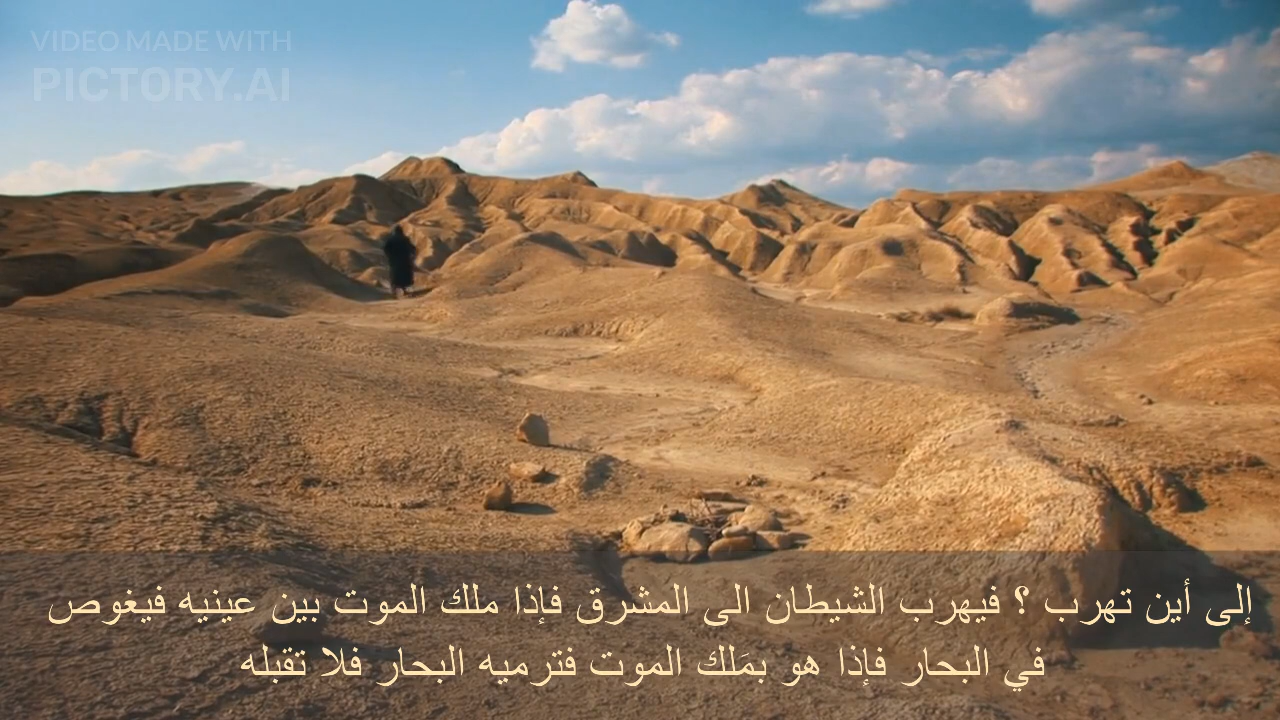 VIDEO MADE WITH
PICTORY.AI
إلى أين تهرب ؟ فيهرب الشيطان الى المشرق فإذا ملك الموت بين عينيه فيغوص
في البحار فإذا هو بمَلك الموت فترميه البحار فلا تقبله